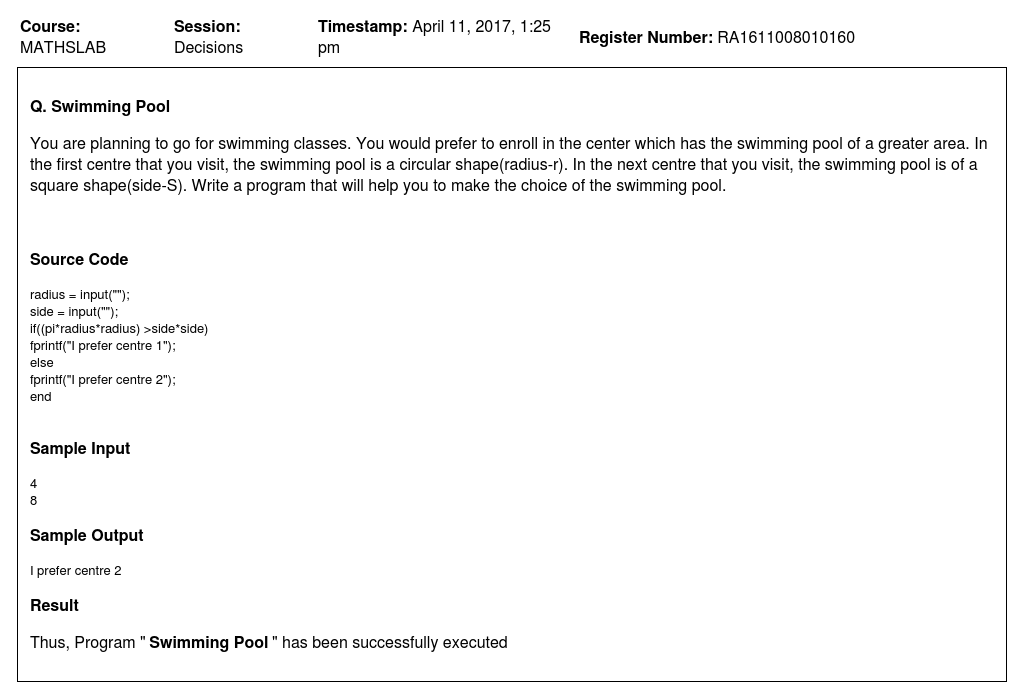 Course: MATHSLAB
Session: Decisions
Timestamp: April 11, 2017, 1:25 pm
Register Number: RA1611008010160
Q. Swimming Pool
You are planning to go for swimming classes. You would prefer to enroll in the center which has the swimming pool of a greater area. In
the first centre that you visit, the swimming pool is a circular shape(radius-r). In the next centre that you visit, the swimming pool is of a
square shape(side-S). Write a program that will help you to make the choice of the swimming pool.
Source Code
radius = input("");
side = input("");
if((pi*radius*radius) >side*side)
fprintf("I prefer centre 1");
else
fprintf("I prefer centre 2");
end
Sample Input
4
8
Sample Output
I prefer centre 2
Result
Thus, Program " Swimming Pool " has been successfully executed